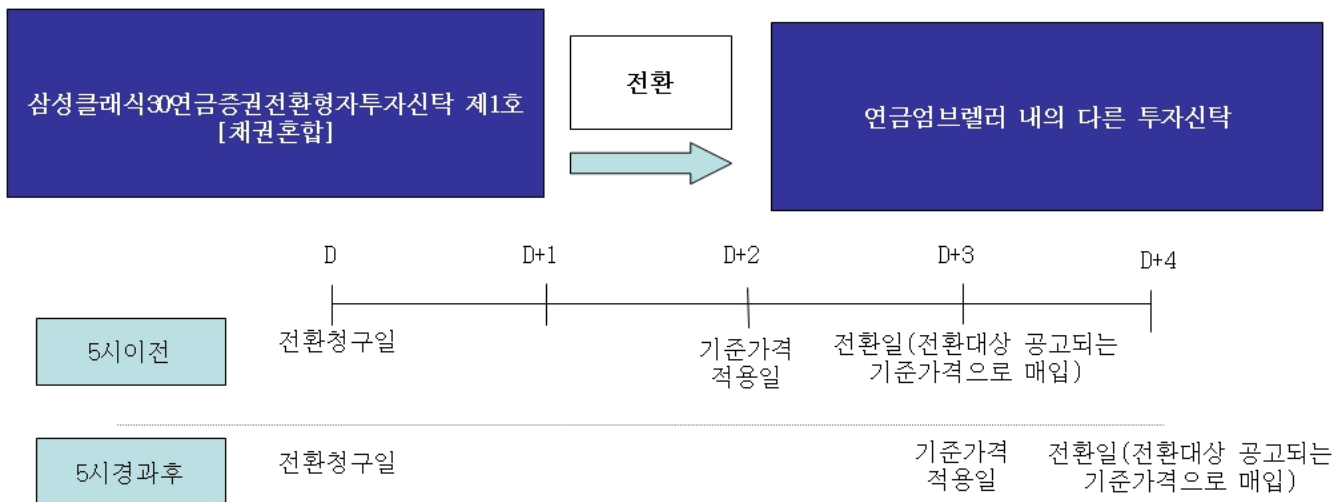 삼성클래식30연금증권전환형자투자신탁 제1호
[채권혼합]
전환
연금엄브렐러 내의 다른 투자신탁
D
D+1
D+2
D+3
D+4
5시이전
전환청구일
기준가격
적용일
전환일(전환대상 공고되는
기준가격으로 매입)
5시경과후
전환청구일
기준가격
적용일
전환일(전환대상 공고되는
기준가격으로 매입)